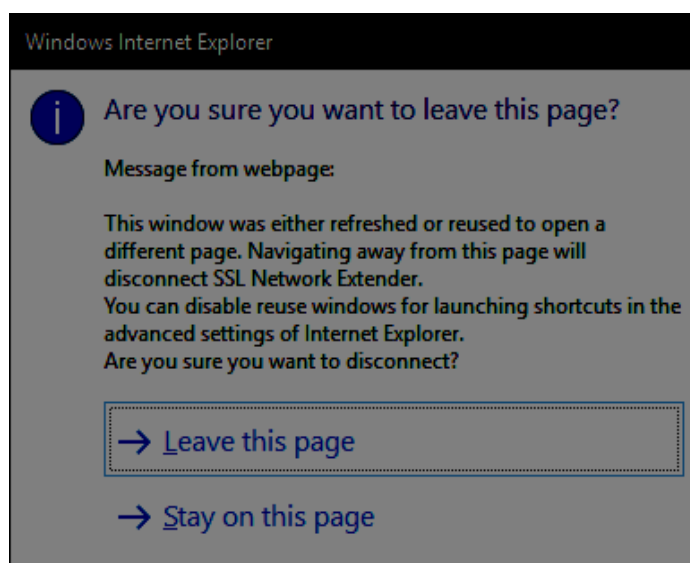 Windows Internet Explorer
Are you sure you want to leave this page?
Message from webpage:
This window was either refreshed or reused to open a
different page. Navigating away from this page will
disconnect SSL Network Extender.
You can disable reuse windows for launching shortcuts in the
advanced settings of Internet Explorer.
Are you sure you want to disconnect?
→ Leave this page
→ Stay on this page